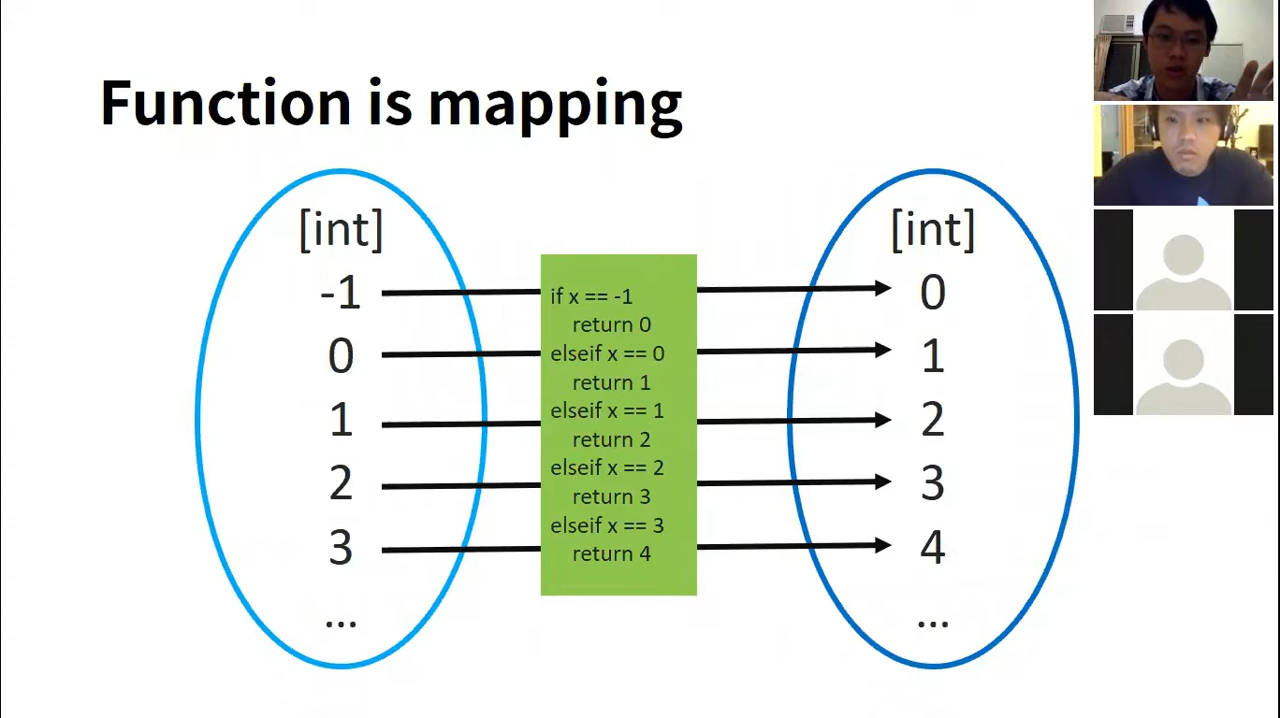 Function is mapping
[int]
-1
0
1
2
3
...
if x == -1
return 0
elseif x == 0
return 1
elseif x == 1
return 2
elseif x == 2
return 3
elseif x == 3
return 4
[int]
0
1
2
3
4
...